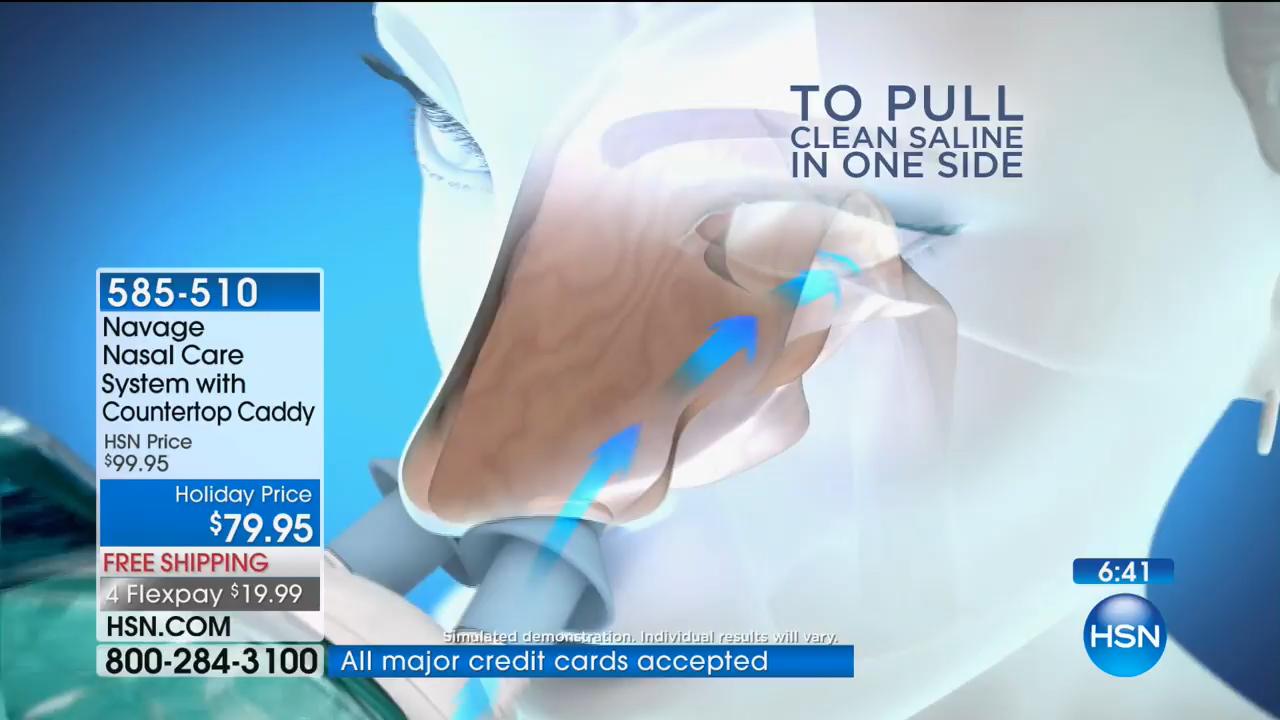 TO PULL
CLEAN SALINE
IN ONE SIDE
585-510
Navage
Nasal Care
System with
Countertop Caddy
HSN Price
$99.95
Holiday Price
$79.95
FREE SHIPPING
4 Flexpay $19.99
HSN.COM
800-284-3100
All major credit cards accepted
Simulated demonstration. Individual results will vary.
6:41
HSN